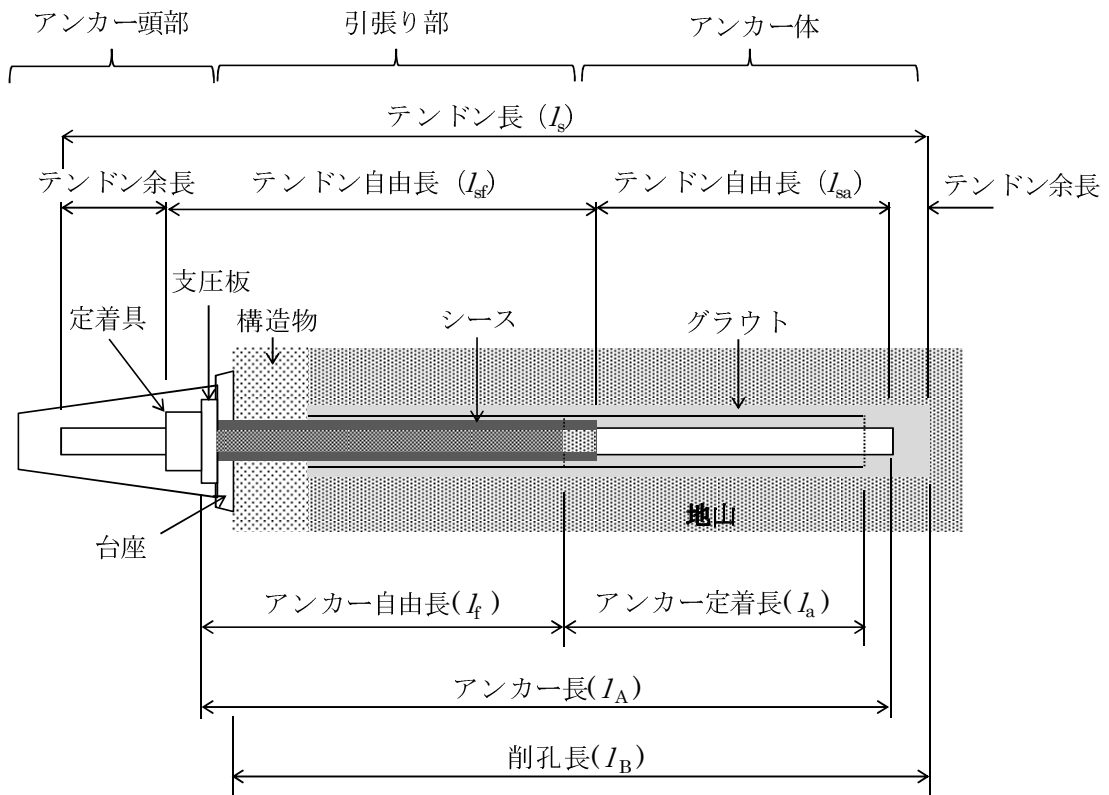 アンカー頭部 引張り部 アンカー体
テンドン長 (ls)
テンドン余長 テンドン自由長 (lsf) テンドン自由長 (lsa) テンドン余長
支圧板
定着具 構造物 シース グラウト
地山
台座
アンカー自由長(lf) アンカー定着長(la)
アンカー長(lA)
削孔長(lB)